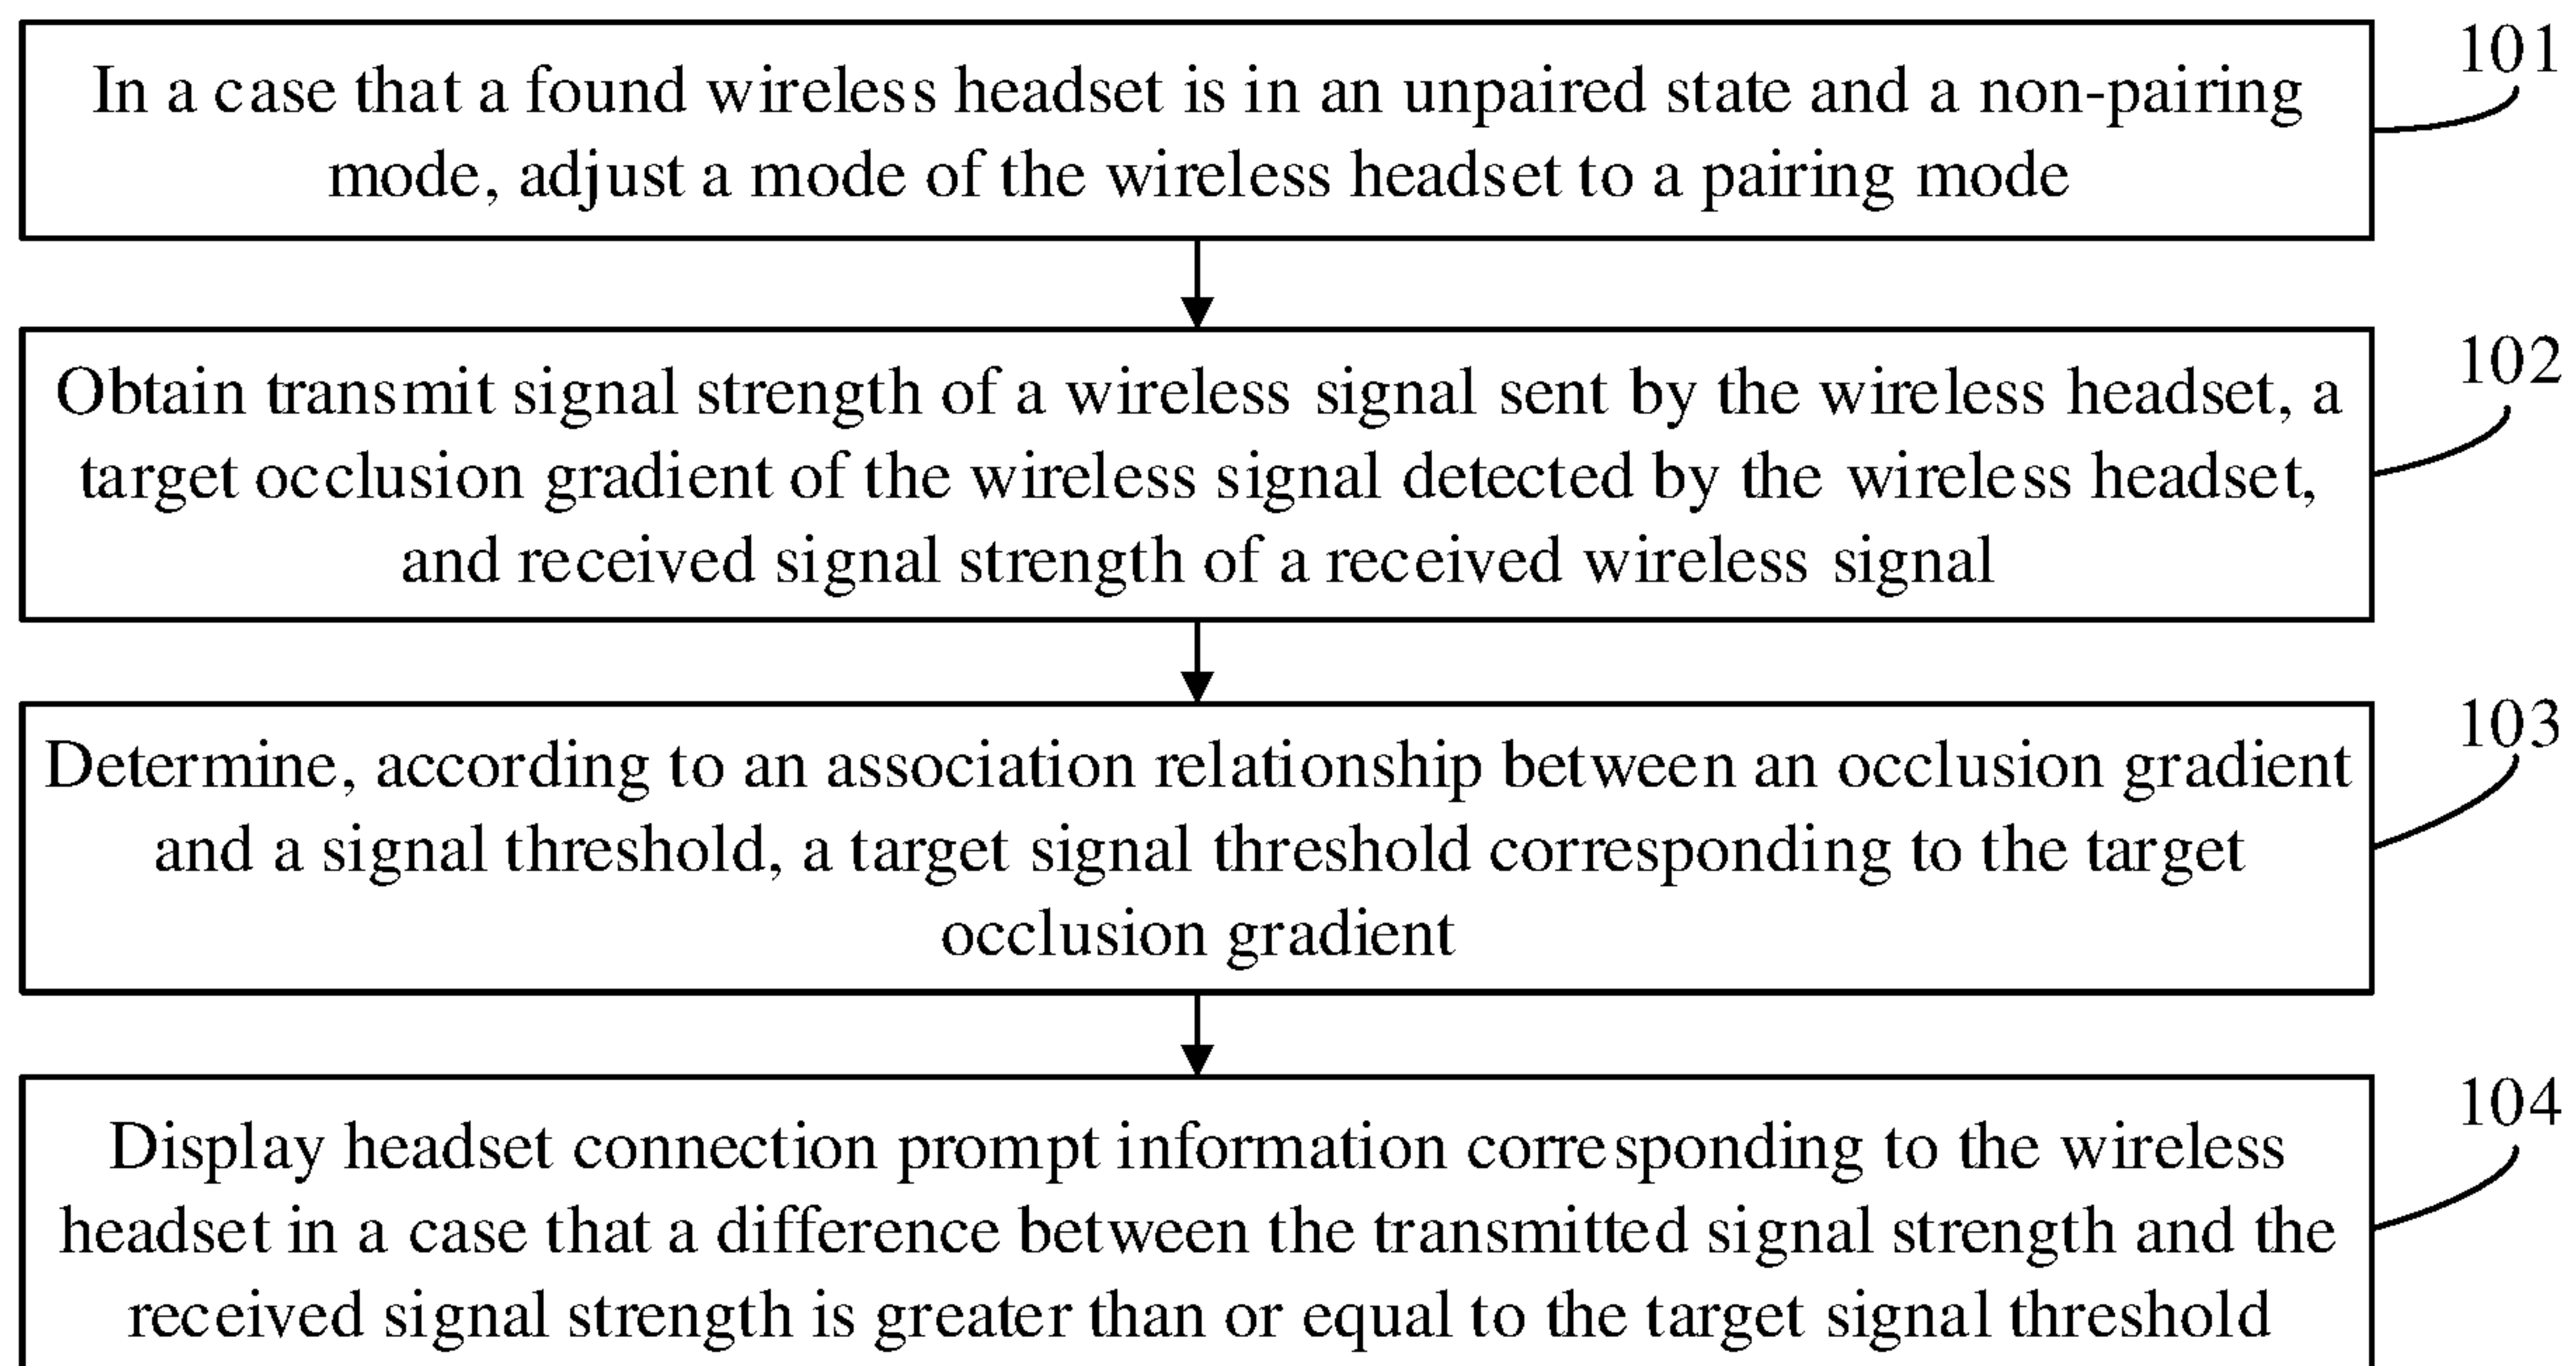 In a case that a found wireless headset is in an unpaired state and a non-pairing
mode, adjust a mode of the wireless headset to a pairing mode
101
Obtain transmit signal strength of a wireless signal sent by the wireless headset, a
target occlusion gradient of the wireless signal detected by the wireless headset,
and received signal strength of a received wireless signal
102
Determine, according to an association relationship between an occlusion gradient
and a signal threshold, a target signal threshold corresponding to the target
occlusion gradient
103
Display headset connection prompt information corresponding to the wireless
headset in a case that a difference between the transmitted signal strength and the
received signal strength is greater than or equal to the target signal threshold
104